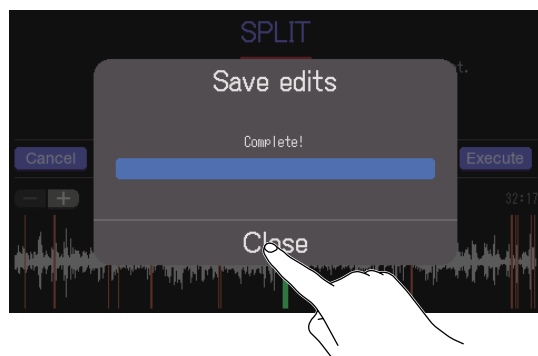 SPLIT
t.
Save edits
Complete!
Cancel
Execute
− +
32:17
Close